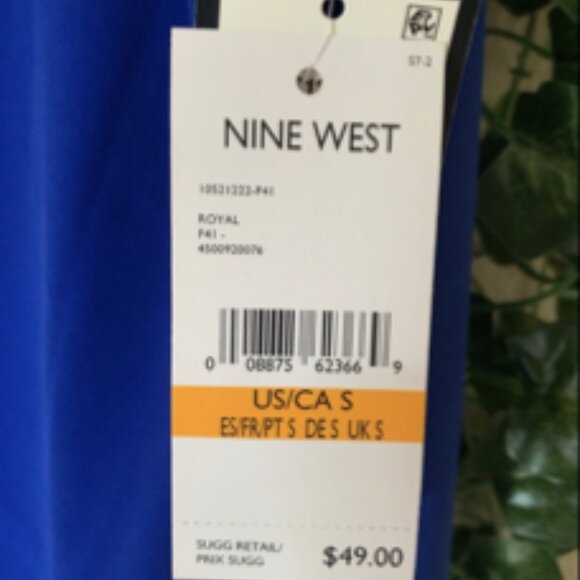 57-2
NINE WEST
10521222-P41
ROYAL
P41 -
4500920076
0 08875 62366 9
US/CA S
ES/FR/PT S DE S UK S
SUGG RETAIL/
PRIX SUGG $49.00